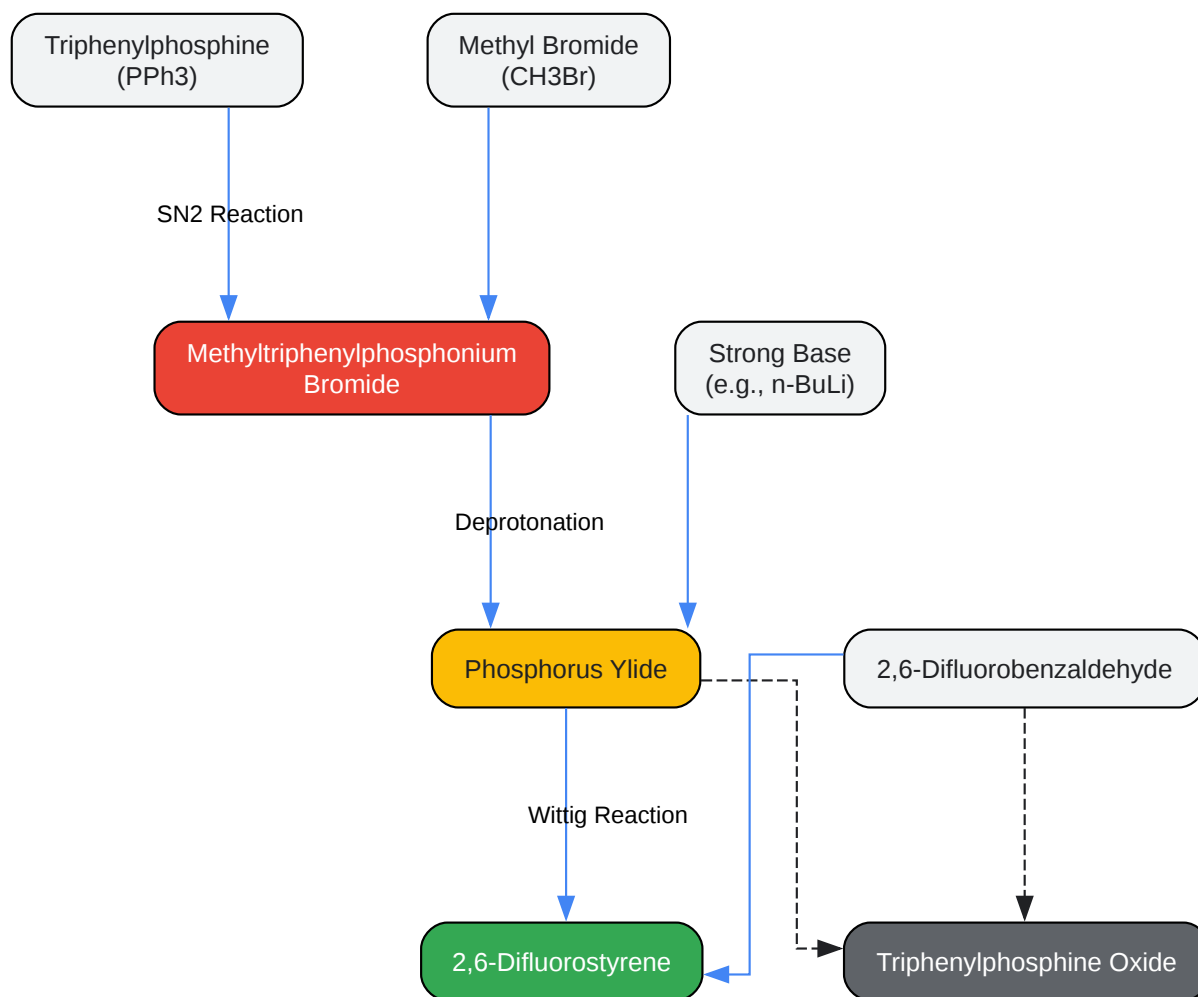 Triphenylphosphine
(PPh3)
Methyl Bromide
(CH3Br)
SN2 Reaction
Methyltriphenylphosphonium
Bromide
Strong Base
(e.g., n-BuLi)
Deprotonation
Phosphorus Ylide
2,6-Difluorobenzaldehyde
Wittig Reaction
2,6-Difluorostyrene
Triphenylphosphine Oxide